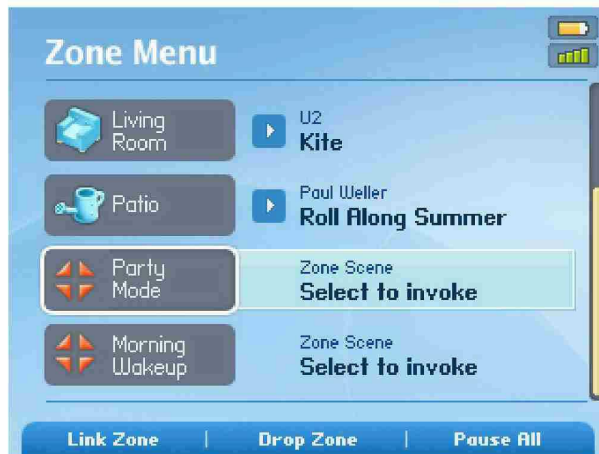 Zone Menu
Living
Room
U2
Kite
Patio
Paul Weller
Roll Along Summer
Party
Mode
Zone Scene
Select to invoke
Morning
Wakeup
Zone Scene
Select to invoke
Link Zone | Drop Zone | Pause All